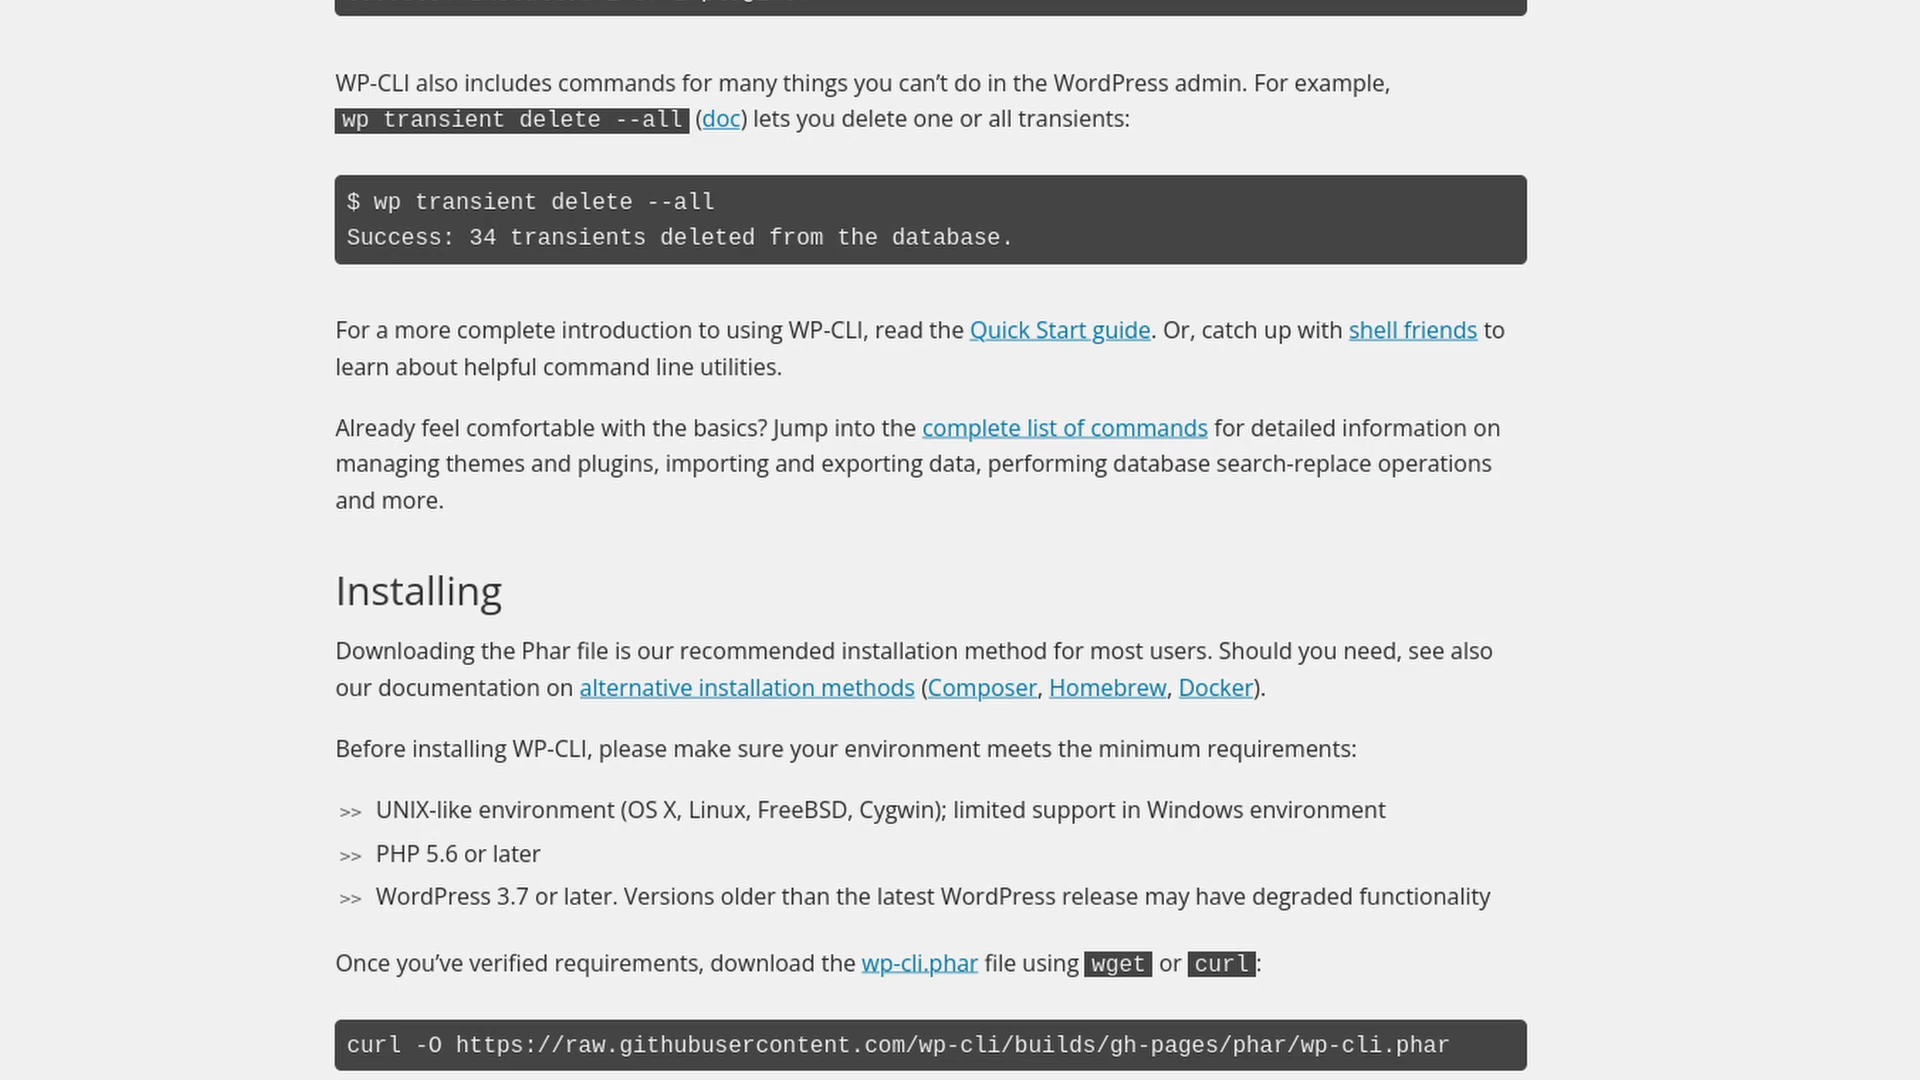 WP-CLI also includes commands for many things you can’t do in the WordPress admin. For example,
wp transient delete --all (doc) lets you delete one or all transients:
$ wp transient delete --all
Success: 34 transients deleted from the database.
For a more complete introduction to using WP-CLI, read the Quick Start guide. Or, catch up with shell friends to
learn about helpful command line utilities.
Already feel comfortable with the basics? Jump into the complete list of commands for detailed information on
managing themes and plugins, importing and exporting data, performing database search-replace operations
and more.
Installing
Downloading the Phar file is our recommended installation method for most users. Should you need, see also
our documentation on alternative installation methods (Composer, Homebrew, Docker).
Before installing WP-CLI, please make sure your environment meets the minimum requirements:
>> UNIX-like environment (OS X, Linux, FreeBSD, Cygwin); limited support in Windows environment
>> PHP 5.6 or later
>> WordPress 3.7 or later. Versions older than the latest WordPress release may have degraded functionality
Once you’ve verified requirements, download the wp-cli.phar file using wget or curl:
curl -O https://raw.githubusercontent.com/wp-cli/builds/gh-pages/phar/wp-cli.phar